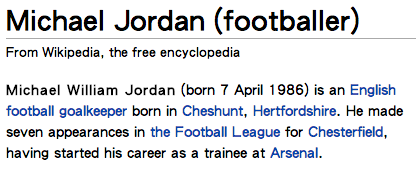 Michael Jordan (footballer)
From Wikipedia, the free encyclopedia
Michael William Jordan (born 7 April 1986) is an English
football goalkeeper born in Cheshunt, Hertfordshire. He made
seven appearances in the Football League for Chesterfield,
having started his career as a trainee at Arsenal.